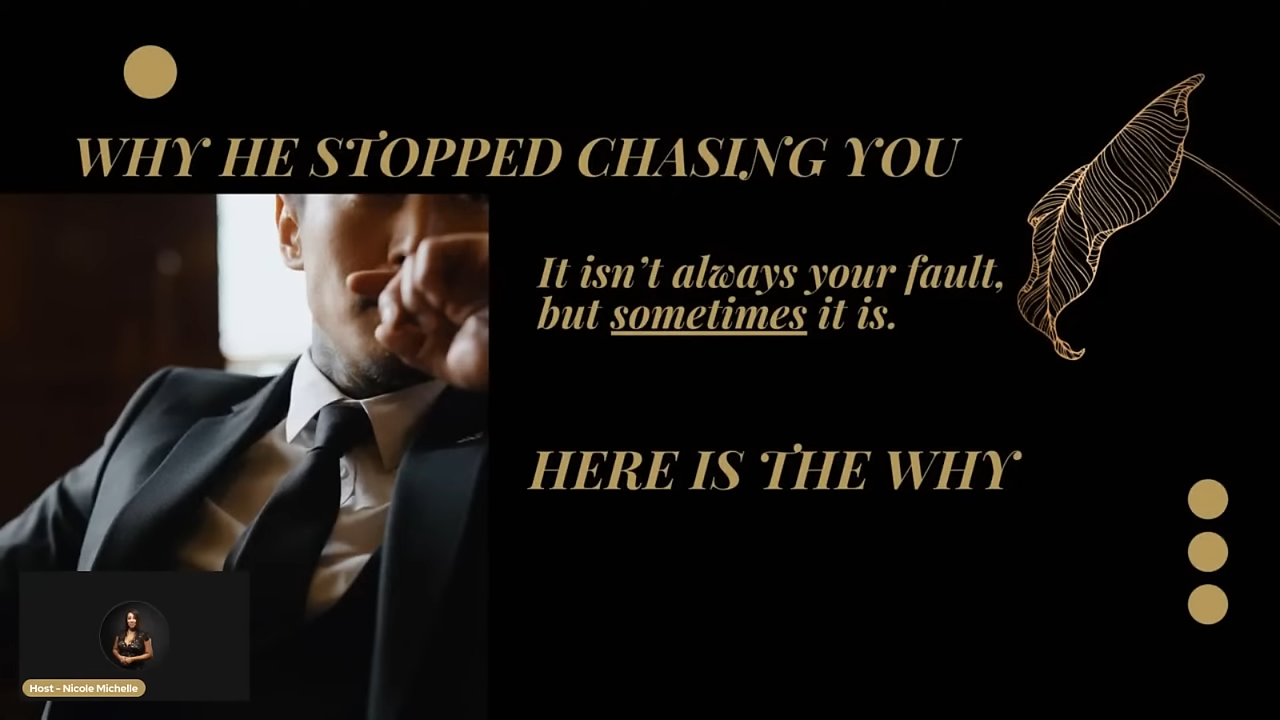 WHY HE STOPPED CHASING YOU
It isn’t always your fault,
but sometimes it is.
HERE IS THE WHY
Host - Nicole Michelle